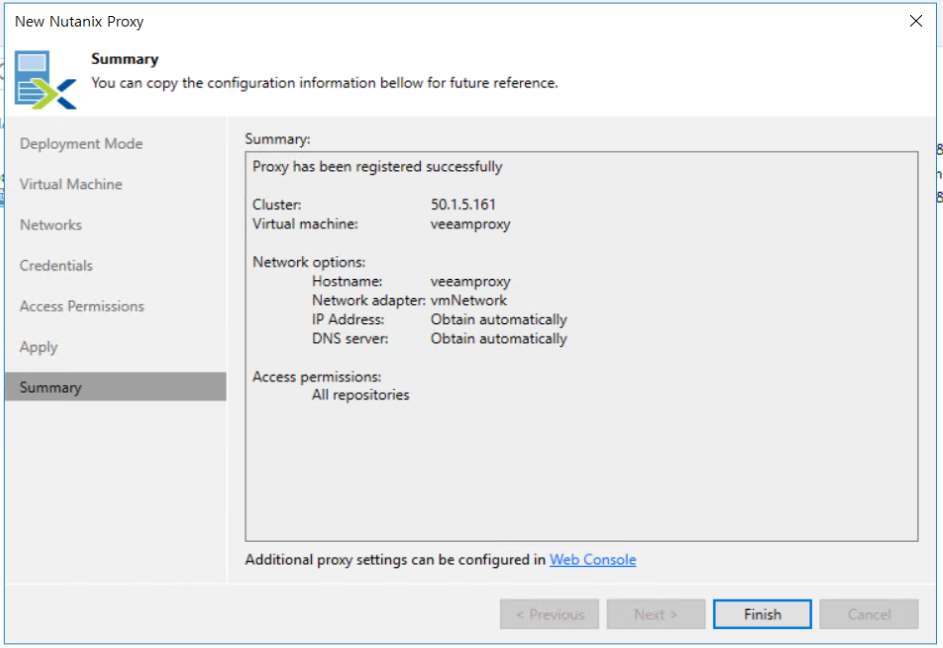 New Nutanix Proxy
Summary
You can copy the configuration information bellow for future reference.
Deployment Mode
Virtual Machine
Networks
Credentials
Access Permissions
Apply
Summary
Summary:
Proxy has been registered successfully
Cluster: 50.1.5.161
Virtual machine: veeamproxy
Network options:
Hostname: veeamproxy
Network adapter: vmNetwork
IP Address: Obtain automatically
DNS server: Obtain automatically
Access permissions:
All repositories
Additional proxy settings can be configured in Web Console
< Previous Next > Finish Cancel